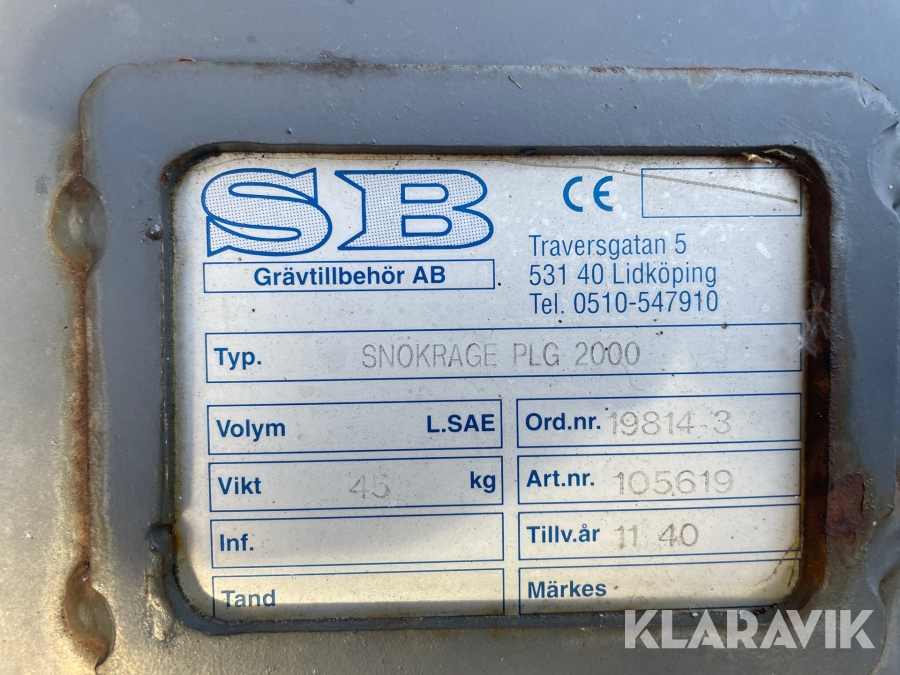 SB
CE
Grävtillbehör AB
Traversgatan 5
531 40 Lidköping
Tel. 0510-547910
Typ. SNÖKRAGE PLG 2000
Volym L.SAE
Ord.nr. 19814-3
Vikt 45 kg
Art.nr. 105619
Inf.
Tillv.år 11 40
Tand
Märkes
KLARAVIK